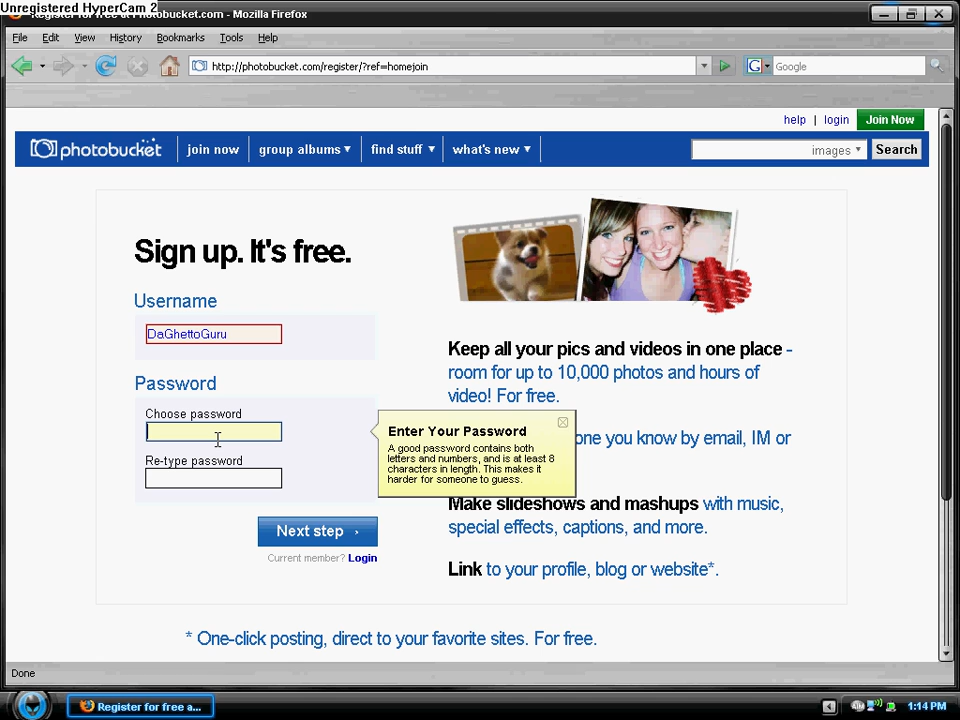 Unregistered HyperCam 2
Register for free at Photobucket.com - Mozilla Firefox
File Edit View History Bookmarks Tools Help
http://photobucket.com/register/?ref=homejoin
G Google
help | login Join Now
photobucket join now group albums find stuff what's new images Search
Sign up. It's free.
Username
DaGhettoGuru
Password
Choose password
Re-type password
Next step ›
Current member? Login
Enter Your Password
A good password contains both
letters and numbers, and is at least 8
characters in length. This makes it
harder for someone to guess.
Keep all your pics and videos in one place -
room for up to 10,000 photos and hours of
video! For free.
one you know by email, IM or
Make slideshows and mashups with music,
special effects, captions, and more.
Link to your profile, blog or website*.
* One-click posting, direct to your favorite sites. For free.
Done
Register for free a...
AIM
1:14 PM